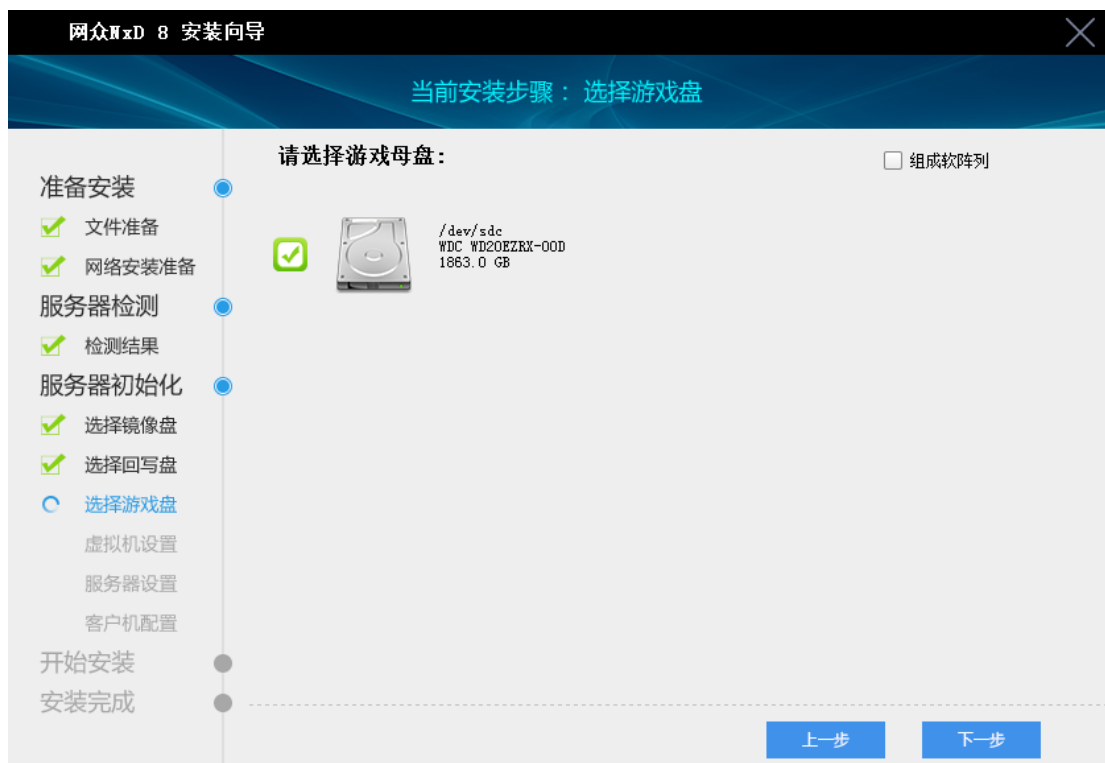 网众NxD 8 安装向导
当前安装步骤：选择游戏盘
请选择游戏母盘:
组成软阵列
准备安装
文件准备
网络安装准备
服务器检测
检测结果
服务器初始化
选择镜像盘
选择回写盘
选择游戏盘
虚拟机设置
服务器设置
客户机配置
开始安装
安装完成
/dev/sdc
WDC WD20EZRX-00D
1863.0 GB
上一步
下一步